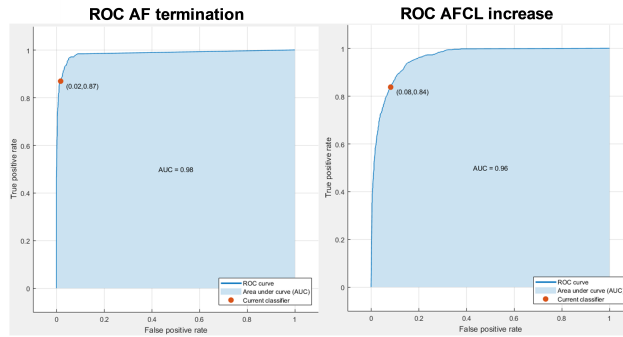 ROC AF termination
1
0.8
0.6
0.4
0.2
0
True positive rate
(0.02,0.87)
AUC = 0.98
ROC curve
Area under curve (AUC)
Current classifier
0
0.2
0.4
0.6
0.8
1
False positive rate
ROC AFCL increase
1
0.8
0.6
0.4
0.2
0
True positive rate
(0.08,0.84)
AUC = 0.96
ROC curve
Area under curve (AUC)
Current classifier
0
0.2
0.4
0.6
0.8
1
False positive rate